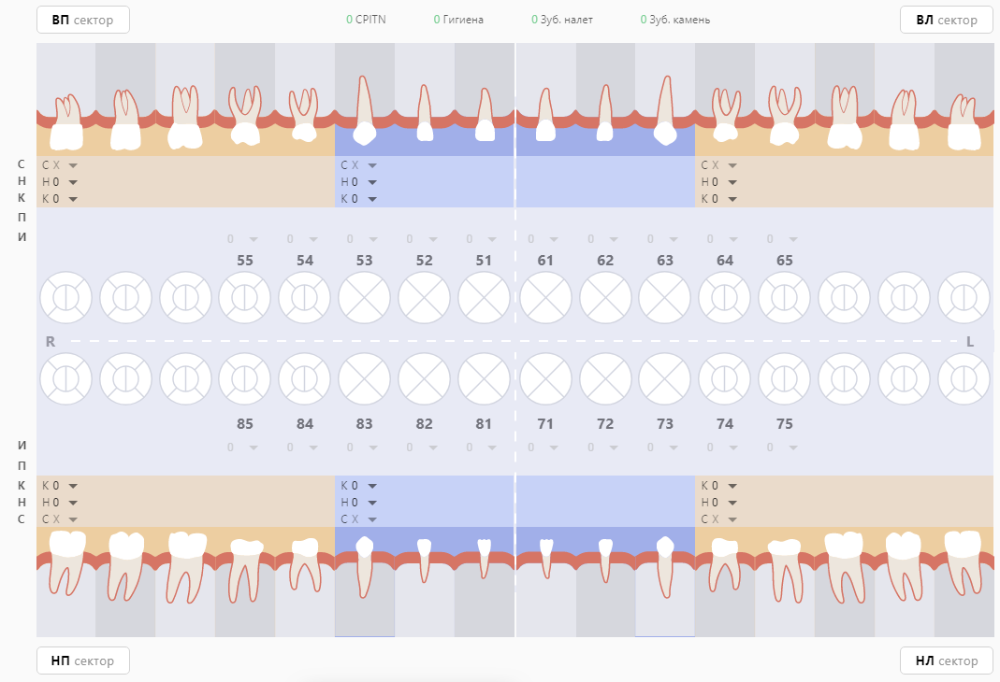 ВП сектор 0 CPITN 0 Гигиена 0 Зуб. налет 0 Зуб. камень ВЛ сектор
С С X С X С X
Н Н 0 Н 0 Н 0
К К 0 К 0 К 0
П
И 0 0 0 0 0 0 0 0 0 0
55 54 53 52 51 61 62 63 64 65
R L
85 84 83 82 81 71 72 73 74 75
И 0 0 0 0 0 0 0 0 0 0
П
К К 0 К 0 К 0
Н Н 0 Н 0 Н 0
С С X С X С X
НП сектор НЛ сектор